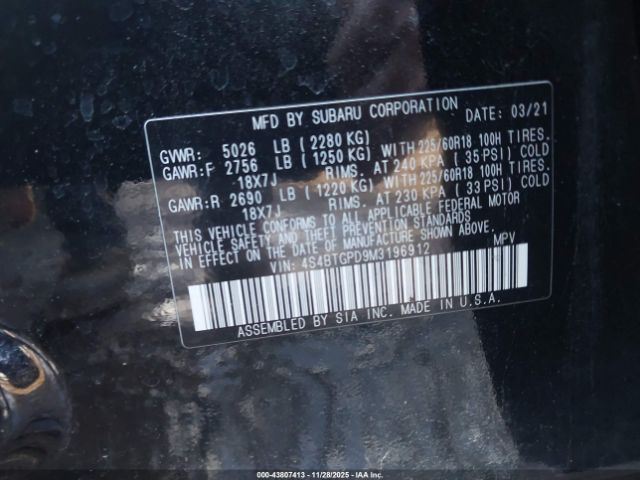 MFD BY SUBARU CORPORATION DATE: 03/21
GVWR: 5026 LB ( 2280 KG)
GAWR:F 2756 LB ( 1250 KG) WITH 225/60R18 100H TIRES.
18X7J RIMS. AT 240 KPA ( 35 PSI) COLD
GAWR:R 2690 LB ( 1220 KG) WITH 225/60R18 100H TIRES.
18X7J RIMS. AT 230 KPA ( 33 PSI) COLD
THIS VEHICLE CONFORMS TO ALL APPLICABLE FEDERAL MOTOR
VEHICLE SAFETY AND THEFT PREVENTION STANDARDS
IN EFFECT ON THE DATE OF MANUFACTURE SHOWN ABOVE.
VIN: 4S4BTGPD9M3196912 MPV
ASSEMBLED BY SIA INC. IN U.S.A.
000-43807413 - 11/28/2025 - IAA Inc.